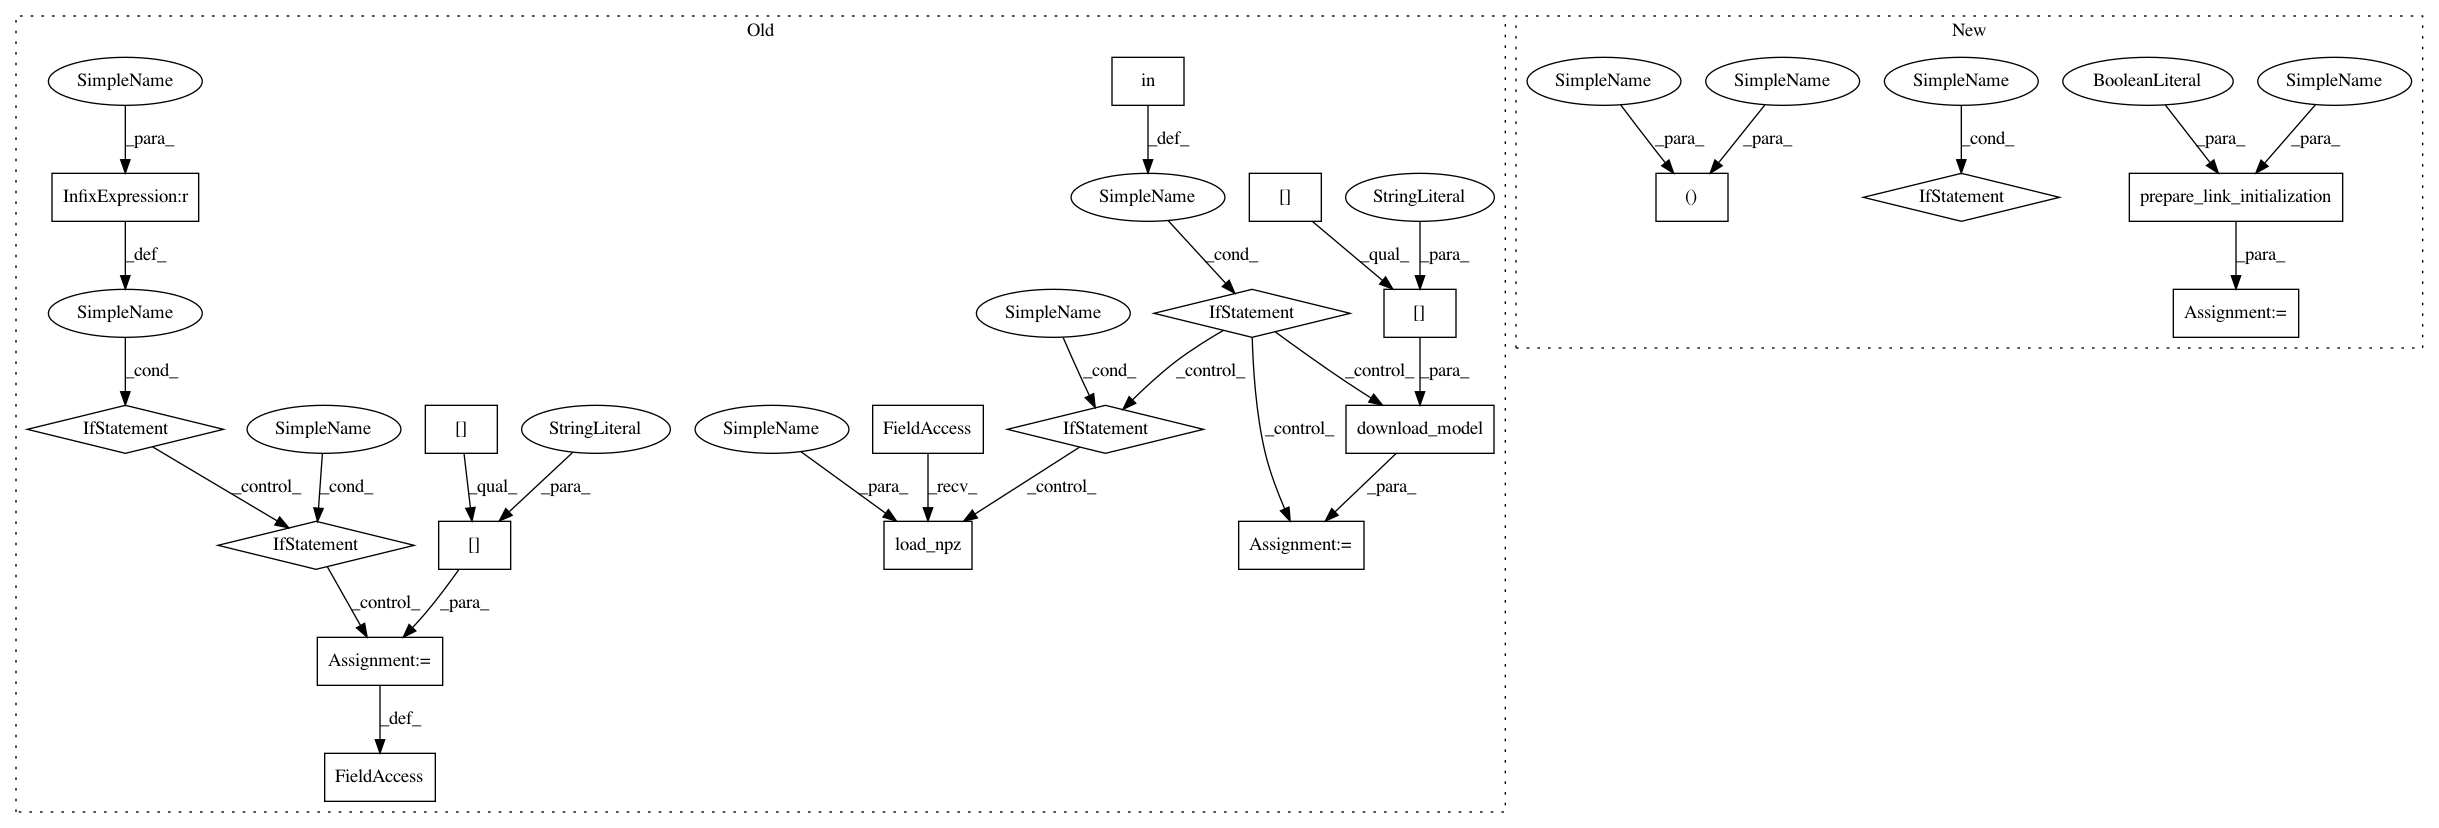 Old
New
SimpleName
in
SimpleName
SimpleName
SimpleName
BooleanLiteral
SimpleName
_para_
_def_
_para_
_para_
_cond_
_para_
_para_
InfixExpression:r
SimpleName
[]
StringLiteral
()
IfStatement
prepare_link_initialization
_def_
_cond_
_qual_
_para_
_para_
SimpleName
SimpleName
IfStatement
[]
Assignment:=
_cond_
_cond_
_control_
_control_
_para_
IfStatement
SimpleName
[]
StringLiteral
SimpleName
FieldAccess
IfStatement
download_model
_control_
_cond_
_qual_
_para_
_para_
_recv_
_control_
_control_
_para_
IfStatement
[]
load_npz
Assignment:=
_control_
_para_
Assignment:=
_def_
FieldAccess